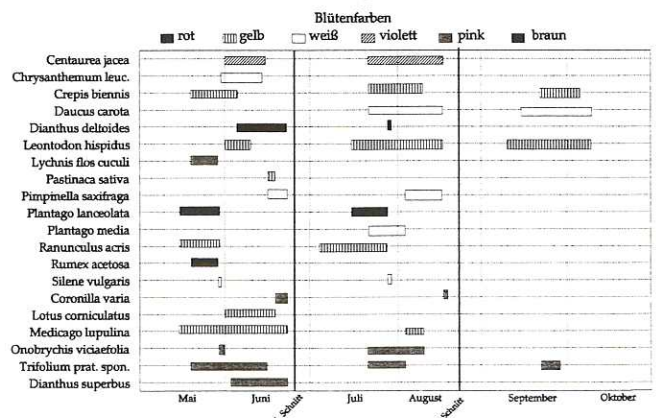 Blütenfarben
rot gelb weiß violett pink braun
Centaurea jacea
Chrysanthemum leuc.
Crepis biennis
Daucus carota
Dianthus deltoides
Leontodon hispidus
Lychnis flos cuculi
Pastinaca sativa
Pimpinella saxifraga
Plantago lanceolata
Plantago media
Ranunculus acris
Rumex acetosa
Silene vulgaris
Coronilla varia
Lotus corniculatus
Medicago lupulina
Onobrychis viciaefolia
Trifolium prat. spon.
Dianthus superbus
Mai Juni Schnitt Juli August Schnitt September Oktober